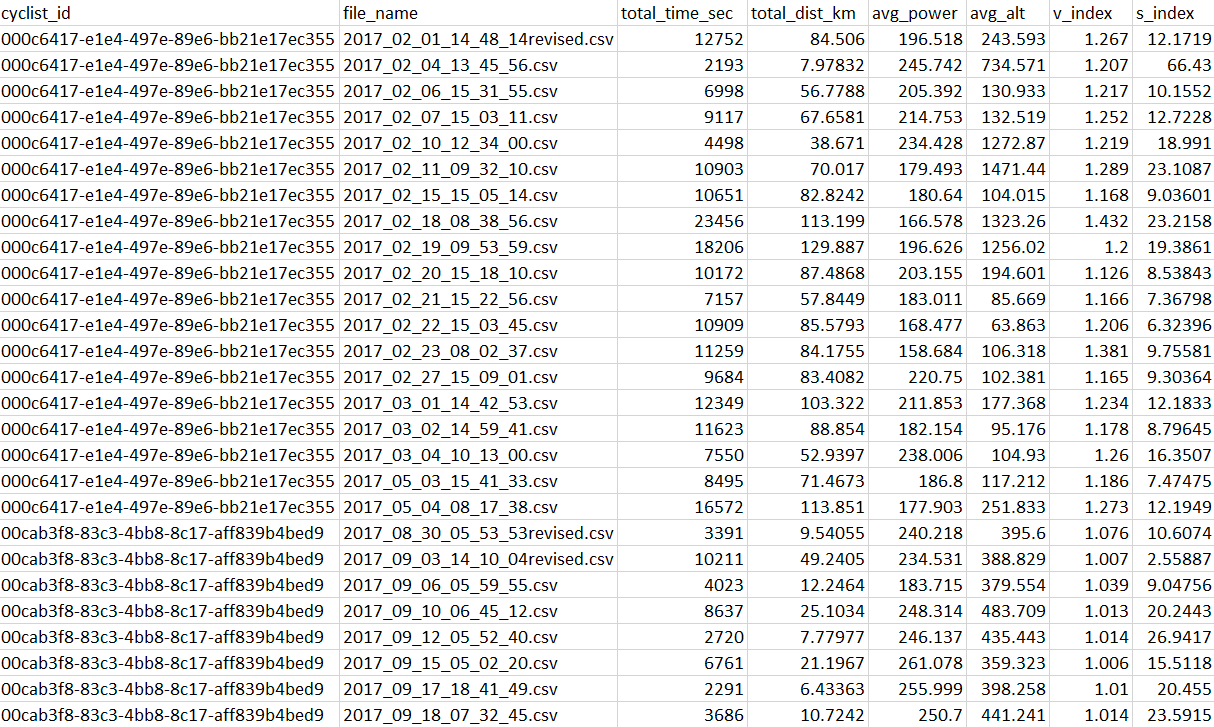 cyclist_id file_name total_time_sec total_dist_km avg_power avg_alt v_index s_index
000c6417-e1e4-497e-89e6-bb21e17ec355 2017_02_01_14_48_14revised.csv 12752 84.506 196.518 243.593 1.267 12.1719
000c6417-e1e4-497e-89e6-bb21e17ec355 2017_02_04_13_45_56.csv 2193 7.97832 245.742 734.571 1.207 66.43
000c6417-e1e4-497e-89e6-bb21e17ec355 2017_02_06_15_31_55.csv 6998 56.7788 205.392 130.933 1.217 10.1552
000c6417-e1e4-497e-89e6-bb21e17ec355 2017_02_07_15_03_11.csv 9117 67.6581 214.753 132.519 1.252 12.7228
000c6417-e1e4-497e-89e6-bb21e17ec355 2017_02_10_12_34_00.csv 4498 38.671 234.428 1272.87 1.219 18.991
000c6417-e1e4-497e-89e6-bb21e17ec355 2017_02_11_09_32_10.csv 10903 70.017 179.493 1471.44 1.289 23.1087
000c6417-e1e4-497e-89e6-bb21e17ec355 2017_02_15_15_05_14.csv 10651 82.8242 180.64 104.015 1.168 9.03601
000c6417-e1e4-497e-89e6-bb21e17ec355 2017_02_18_08_38_56.csv 23456 113.199 166.578 1323.26 1.432 23.2158
000c6417-e1e4-497e-89e6-bb21e17ec355 2017_02_19_09_53_59.csv 18206 129.887 196.626 1256.02 1.2 19.3861
000c6417-e1e4-497e-89e6-bb21e17ec355 2017_02_20_15_18_10.csv 10172 87.4868 203.155 194.601 1.126 8.53843
000c6417-e1e4-497e-89e6-bb21e17ec355 2017_02_21_15_22_56.csv 7157 57.8449 183.011 85.669 1.166 7.36798
000c6417-e1e4-497e-89e6-bb21e17ec355 2017_02_22_15_03_45.csv 10909 85.5793 168.477 63.863 1.206 6.32396
000c6417-e1e4-497e-89e6-bb21e17ec355 2017_02_23_08_02_37.csv 11259 84.1755 158.684 106.318 1.381 9.75581
000c6417-e1e4-497e-89e6-bb21e17ec355 2017_02_27_15_09_01.csv 9684 83.4082 220.75 102.381 1.165 9.30364
000c6417-e1e4-497e-89e6-bb21e17ec355 2017_03_01_14_42_53.csv 12349 103.322 211.853 177.368 1.234 12.1833
000c6417-e1e4-497e-89e6-bb21e17ec355 2017_03_02_14_59_41.csv 11623 88.854 182.154 95.176 1.178 8.79645
000c6417-e1e4-497e-89e6-bb21e17ec355 2017_03_04_10_13_00.csv 7550 52.9397 238.006 104.93 1.26 16.3507
000c6417-e1e4-497e-89e6-bb21e17ec355 2017_05_03_15_41_33.csv 8495 71.4673 186.8 117.212 1.186 7.47475
000c6417-e1e4-497e-89e6-bb21e17ec355 2017_05_04_08_17_38.csv 16572 113.851 177.903 251.833 1.273 12.1949
00cab3f8-83c3-4bb8-8c17-aff839b4bed9 2017_08_30_05_53_53revised.csv 3391 9.54055 240.218 395.6 1.076 10.6074
00cab3f8-83c3-4bb8-8c17-aff839b4bed9 2017_09_03_14_10_04revised.csv 10211 49.2405 234.531 388.829 1.007 2.55887
00cab3f8-83c3-4bb8-8c17-aff839b4bed9 2017_09_06_05_59_55.csv 4023 12.2464 183.715 379.554 1.039 9.04756
00cab3f8-83c3-4bb8-8c17-aff839b4bed9 2017_09_10_06_45_12.csv 8637 25.1034 248.314 483.709 1.013 20.2443
00cab3f8-83c3-4bb8-8c17-aff839b4bed9 2017_09_12_05_52_40.csv 2720 7.77977 246.137 435.443 1.014 26.9417
00cab3f8-83c3-4bb8-8c17-aff839b4bed9 2017_09_15_05_02_20.csv 6761 21.1967 261.078 359.323 1.006 15.5118
00cab3f8-83c3-4bb8-8c17-aff839b4bed9 2017_09_17_18_41_49.csv 2291 6.43363 255.999 398.258 1.01 20.455
00cab3f8-83c3-4bb8-8c17-aff839b4bed9 2017_09_18_07_32_45.csv 3686 10.7242 250.7 441.241 1.014 23.5915